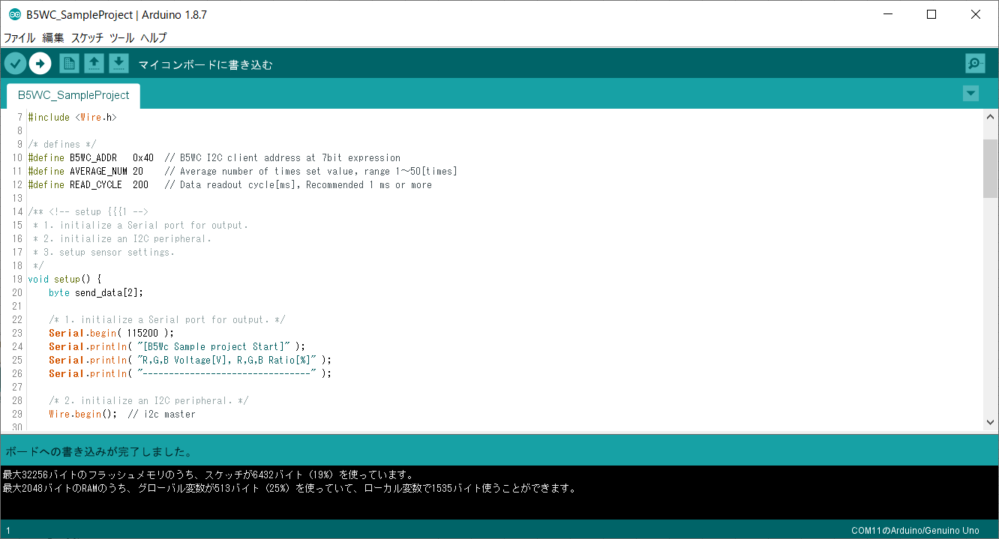 B5WC_SampleProject | Arduino 1.8.7
ファイル 編集 スケッチ ツール ヘルプ
マイコンボードに書き込む
B5WC_SampleProject
7 #include <Wire.h>
8
9 /* defines */
10 #define B5WC_ADDR   0x40  // B5WC I2C client address at 7bit expression
11 #define AVERAGE_NUM 20    // Average number of times set value, range 1～50[times]
12 #define READ_CYCLE  200   // Data readout cycle[ms], Recommended 1 ms or more
13
14 /** <!-- setup {{{1 -->
15  * 1. initialize a Serial port for output.
16  * 2. initialize an I2C peripheral.
17  * 3. setup sensor settings.
18  */
19 void setup() {
20     byte send_data[2];
21
22     /* 1. initialize a Serial port for output. */
23     Serial.begin( 115200 );
24     Serial.println( "[B5Wc Sample project Start]" );
25     Serial.println( "R,G,B Voltage[V], R,G,B Ratio[%]" );
26     Serial.println( "--------------------------------" );
27
28     /* 2. initialize an I2C peripheral. */
29     Wire.begin();  // i2c master
30
ボードへの書き込みが完了しました。
最大32256バイトのフラッシュメモリのうち、スケッチが6432バイト（19%）を使っています。
最大2048バイトのRAMのうち、グローバル変数が513バイト（25%）を使っていて、ローカル変数で1535バイト使うことができます。
1
COM11のArduino/Genuino Uno